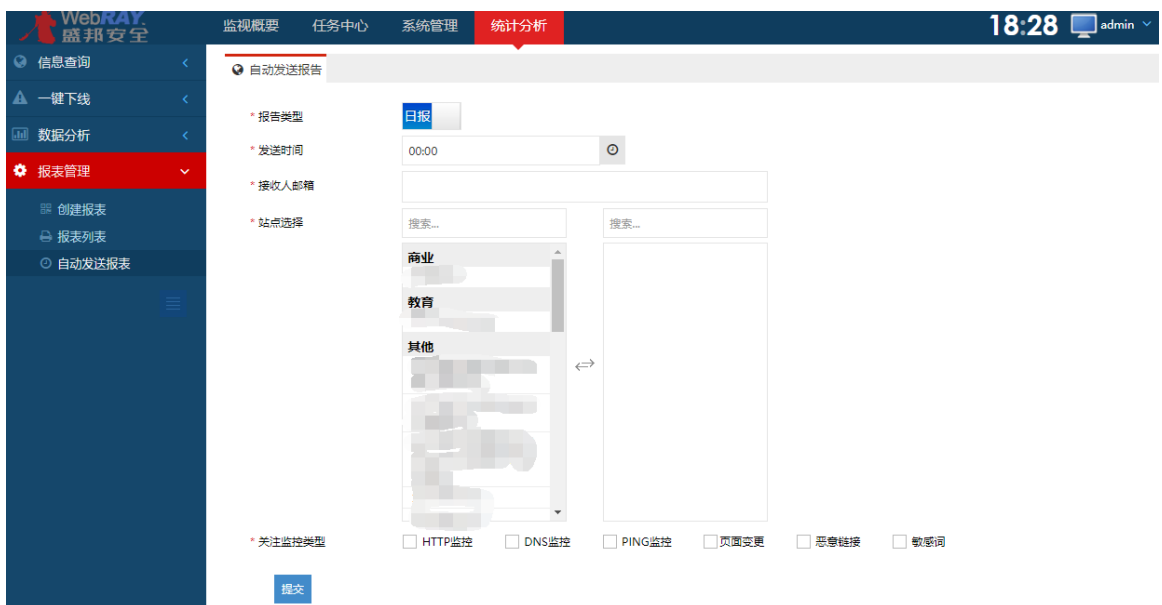 WebRAY.
盛邦安全
监视概要 任务中心 系统管理 统计分析 18:28 admin
信息查询
一键下线
数据分析
报表管理
创建报表
报表列表
自动发送报表
自动发送报告
* 报告类型 日报
* 发送时间 00:00
* 接收人邮箱
* 站点选择 搜索... 搜索...
商业
教育
其他
* 关注监控类型 HTTP监控 DNS监控 PING监控 页面变更 恶意链接 敏感词
提交